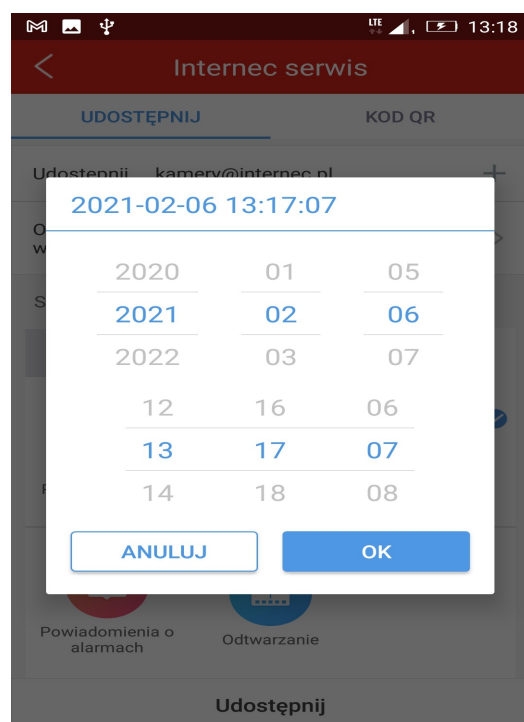 LTE 13:18
Internec serwis
UDOSTĘPNIJ KOD QR
Udostępnij kamery@internec.pl
2021-02-06 13:17:07
2020 01 05
2021 02 06
2022 03 07
12 16 06
13 17 07
14 18 08
ANULUJ OK
Powiadomienia o alarmach Odtwarzanie
Udostępnij